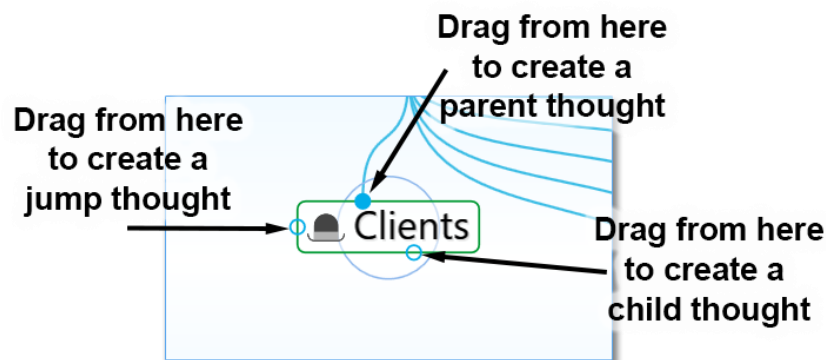 Drag from here
to create a
parent thought
Drag from here
to create a
jump thought
Clients
Drag from here
to create a
child thought